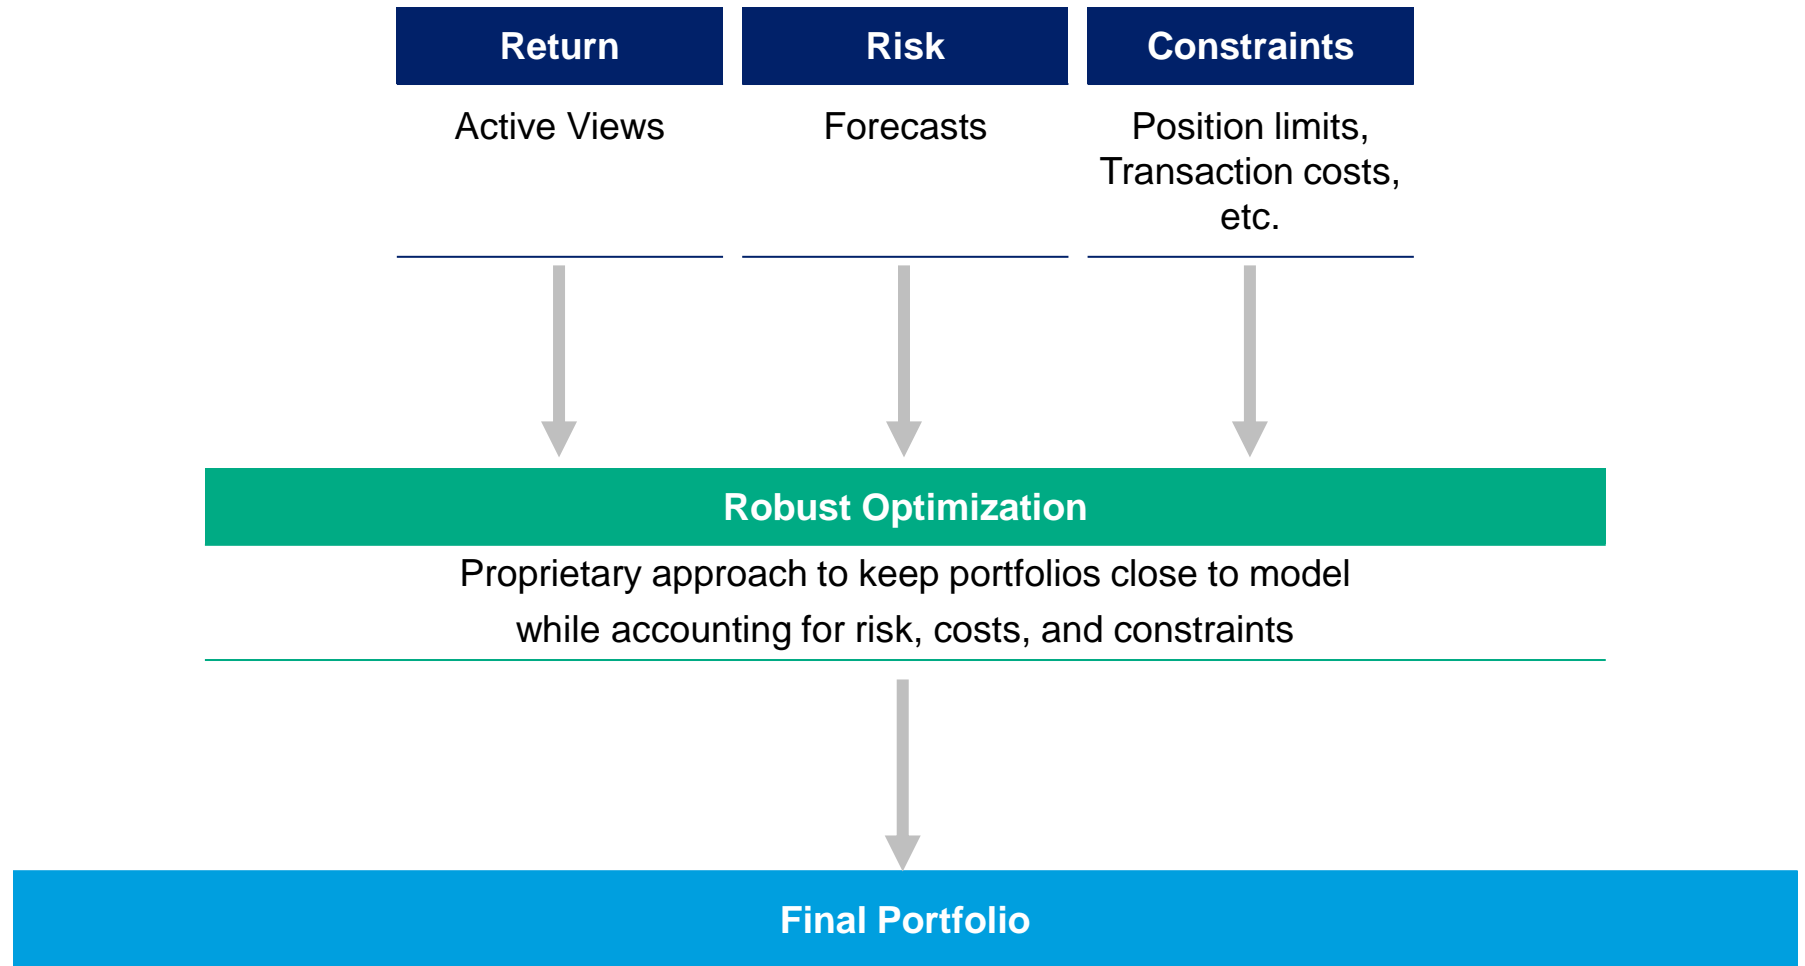 Return
Risk
Constraints
Active Views
Forecasts
Position limits,
Transaction costs,
etc.
Robust Optimization
Proprietary approach to keep portfolios close to model
while accounting for risk, costs, and constraints
Final Portfolio